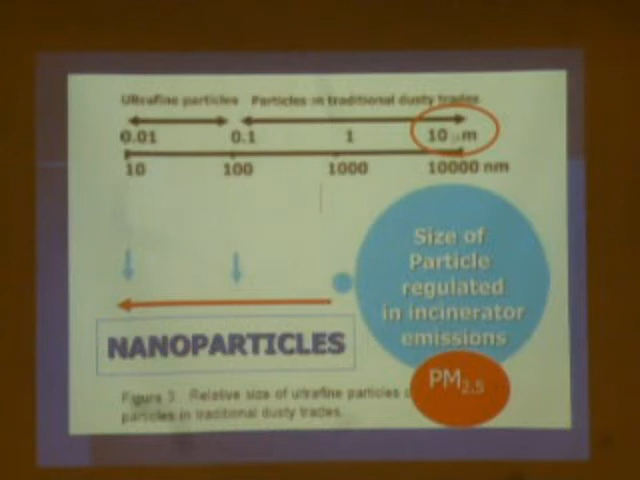 Ultrafine particles Particles in traditional dusty trades
0.01 0.1 1 10 µm
10 100 1000 10000 nm
Size of
Particle
regulated
in incinerator
emissions
NANOPARTICLES
PM2.5
Figure 3 Relative size of ultrafine particles
particles in traditional dusty trades.